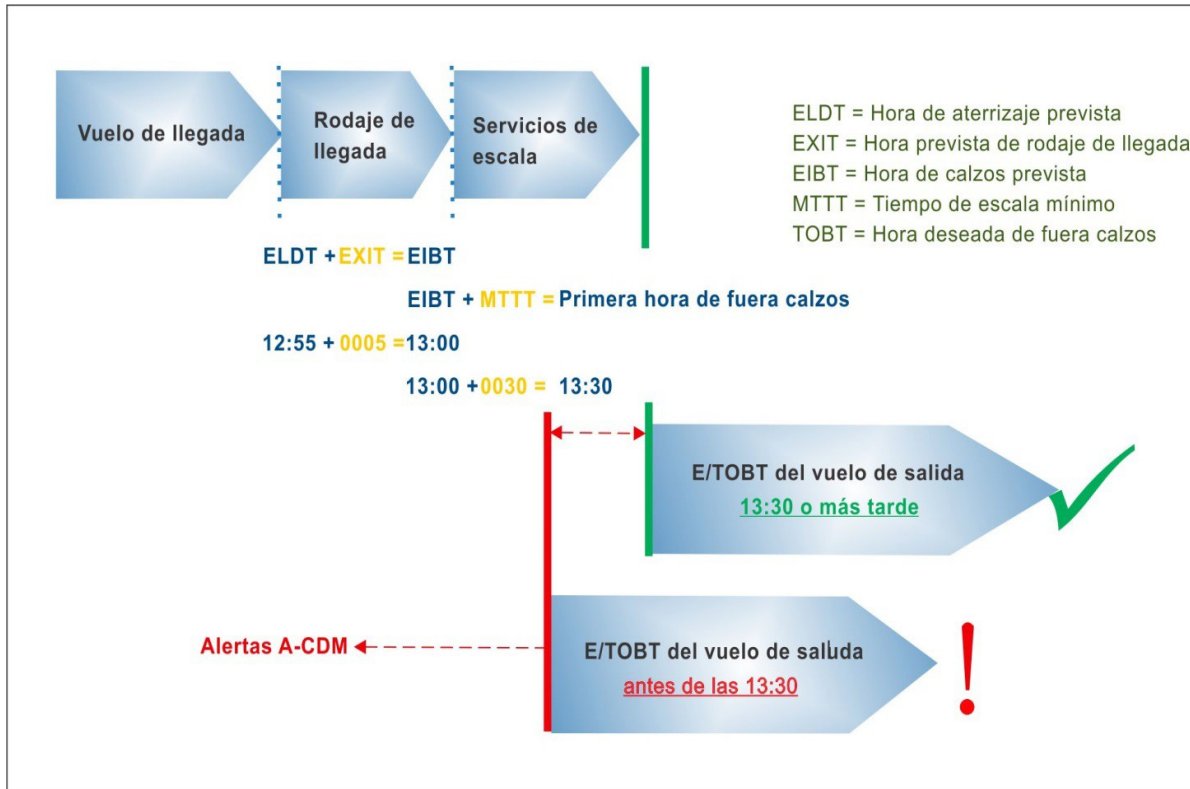 Vuelo de llegada
Rodaje de
llegada
Servicios de
escala
ELDT = Hora de aterrizaje prevista
EXIT = Hora prevista de rodaje de llegada
EIBT = Hora de calzos prevista
MTTT = Tiempo de escala mínimo
TOBT = Hora deseada de fuera calzos
ELDT + EXIT = EIBT
EIBT + MTTT = Primera hora de fuera calzos
12:55 + 0005 = 13:00
13:00 + 0030 = 13:30
E/TOBT del vuelo de salida
13:30 o más tarde
Alertas A-CDM
E/TOBT del vuelo de saluda
antes de las 13:30
!